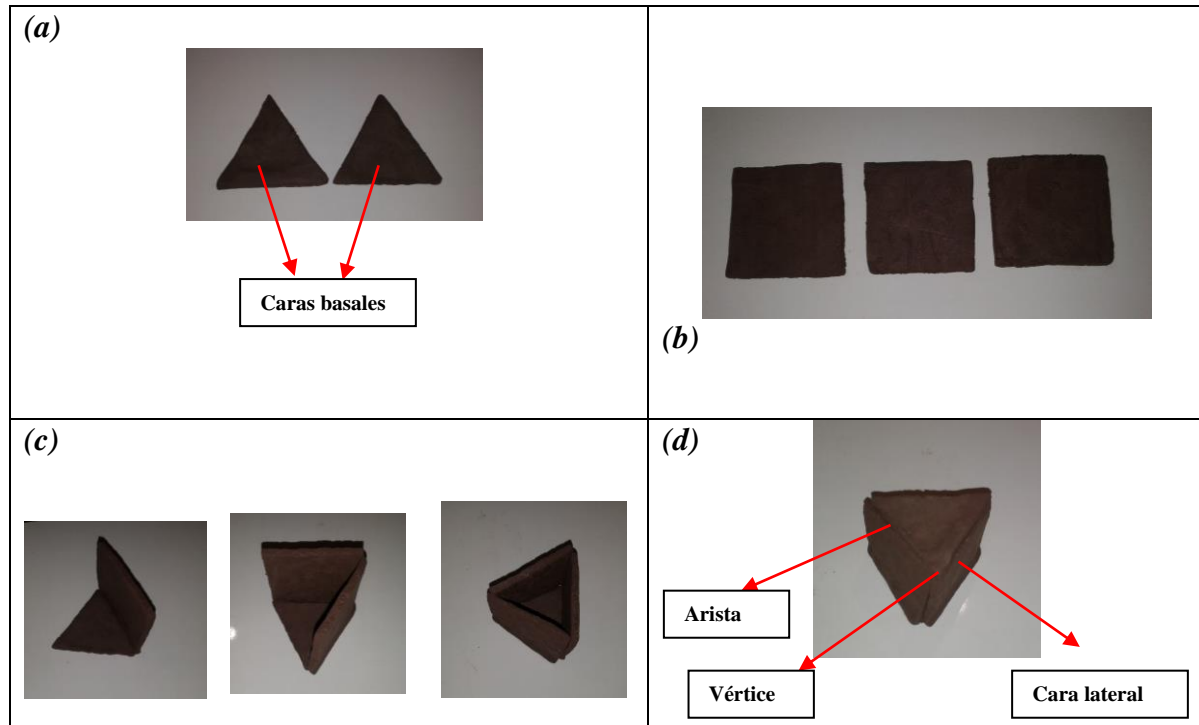 (a)
Caras basales
(b)
(c)
(d)
Arista
Vértice
Cara lateral